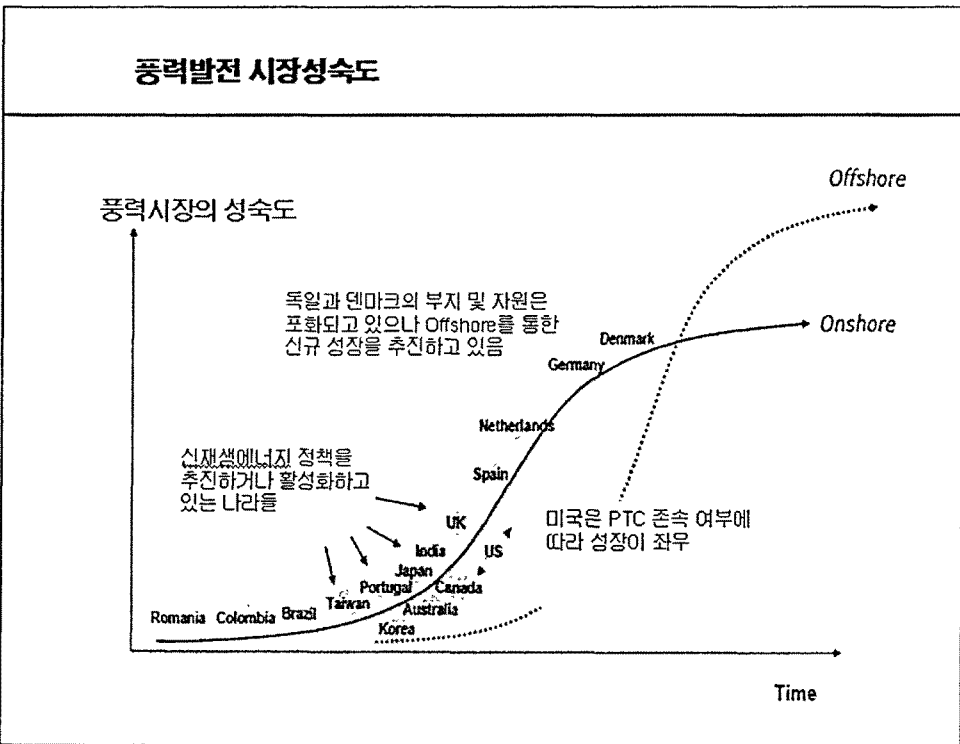 풍력발전 시장성숙도
풍력시장의 성숙도
Offshore
독일과 덴마크의 부지 및 자원은
포화되고 있으나 Offshore를 통한
신규 성장을 추진하고 있음
Denmark
Onshore
Germany
Netherlands
신재생에너지 정책을
추진하거나 활성화하고
있는 나라들
Spain
UK
미국은 PTC 존속 여부에
따라 성장이 좌우
India
US
Japan
Portugal
Canada
Taiwan
Australia
Romania
Colombia
Brazil
Korea
Time